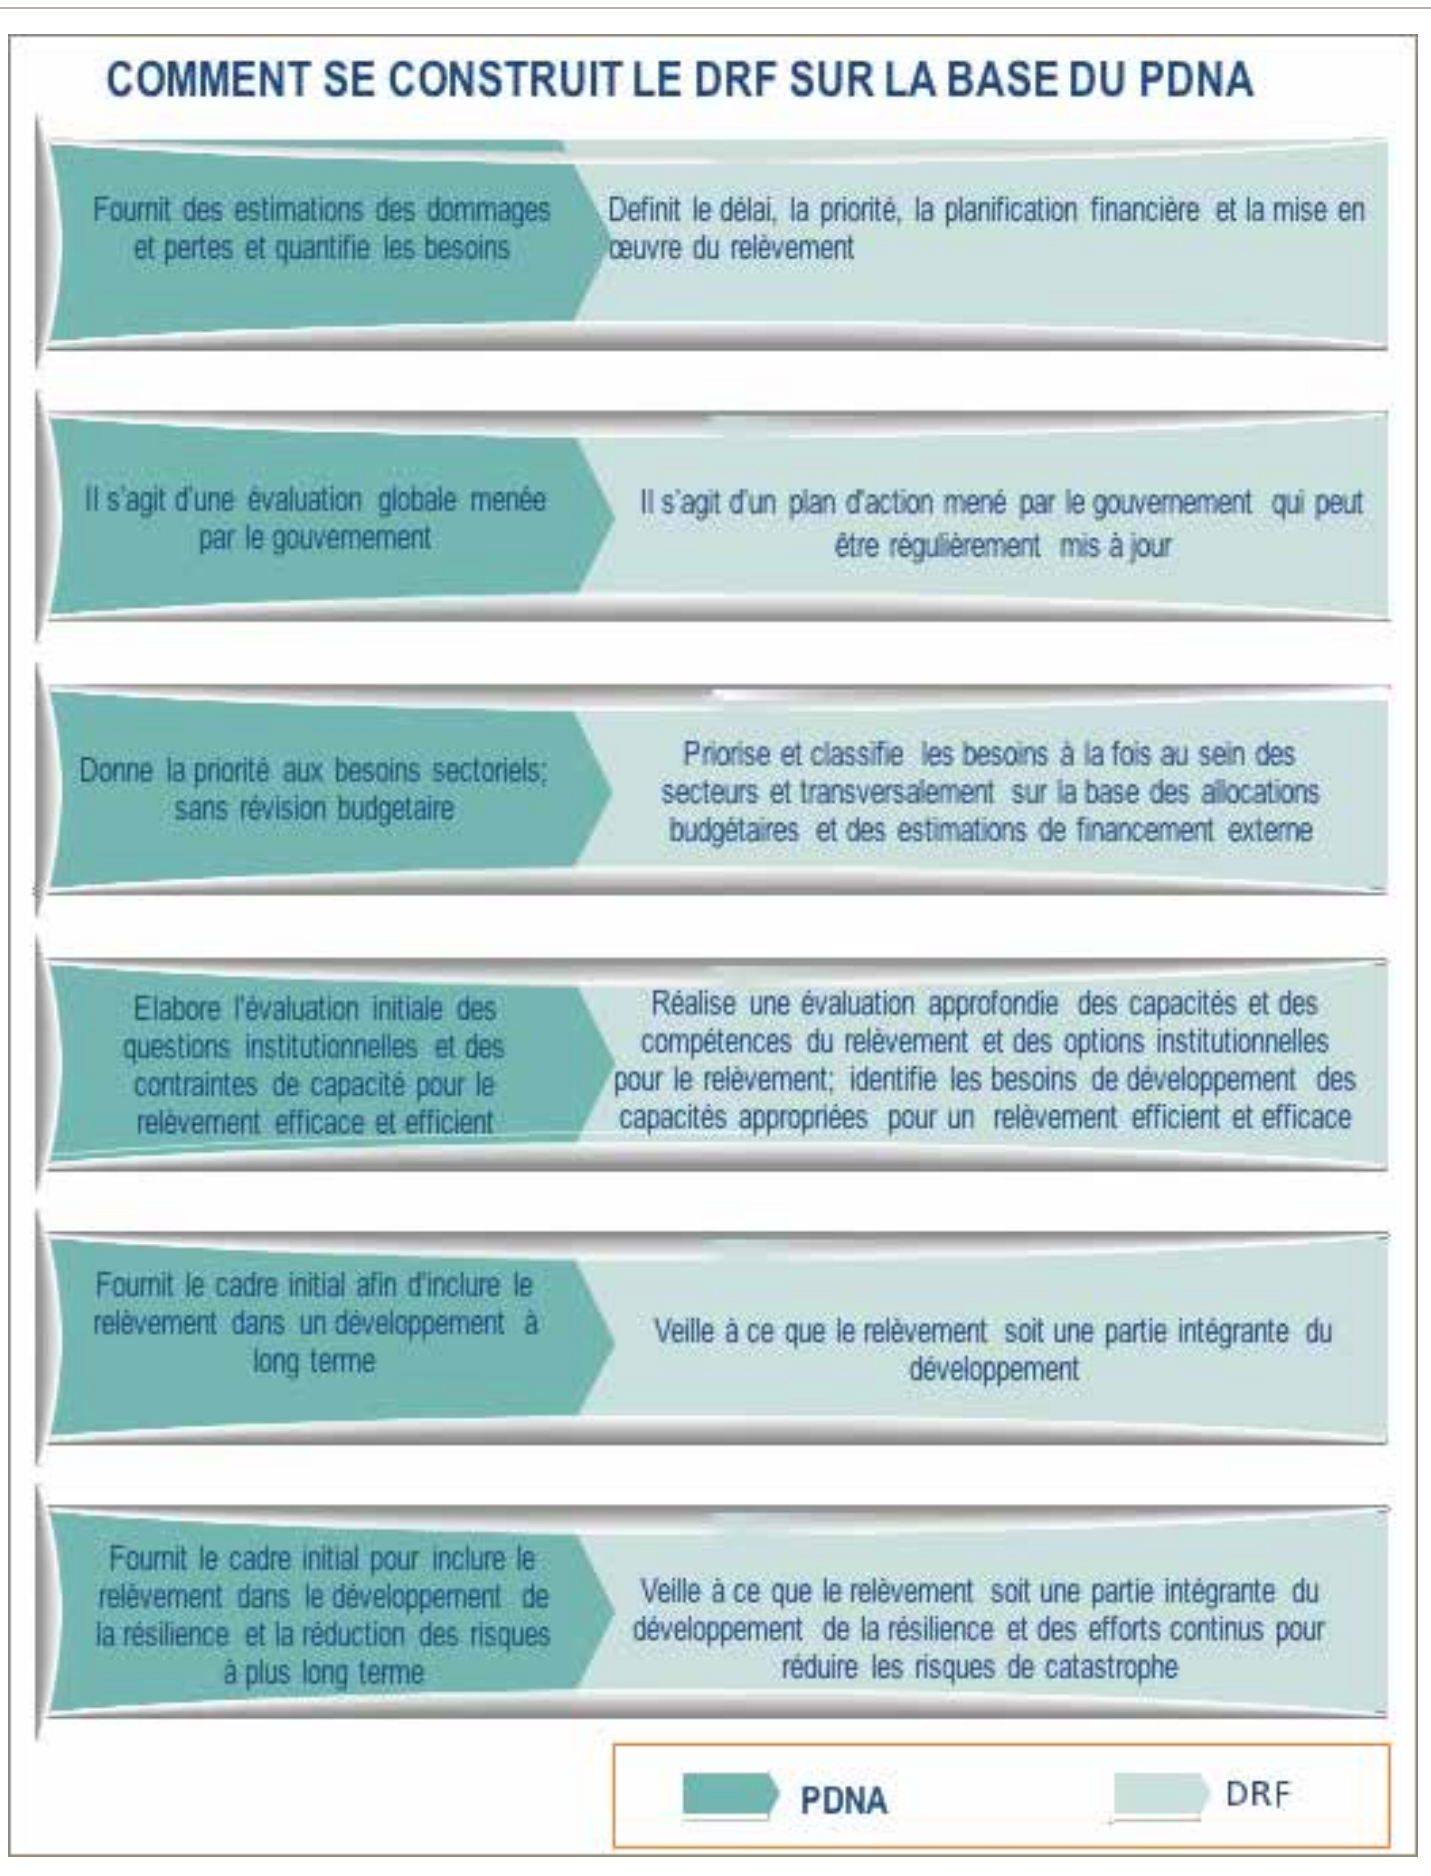 COMMENT SE CONSTRUIT LE DRF SUR LA BASE DU PDNA
Fournit des estimations des dommages
et pertes et quantifie les besoins
Definit le délai, la priorité, la planification financière et la mise en
œuvre du relèvement
Il s'agit d'une évaluation globale menée
par le gouvernement
Il s'agit d'un plan d'action mené par le gouvernement qui peut
être régulièrement mis à jour
Donne la priorité aux besoins sectoriels;
sans révision budgetaire
Priorise et classifie les besoins à la fois au sein des
secteurs et transversalement sur la base des allocations
budgétaires et des estimations de financement externe
Elabore l'évaluation initiale des
questions institutionnelles et des
contraintes de capacité pour le
relèvement efficace et efficient
Réalise une évaluation approfondie des capacités et des
compétences du relèvement et des options institutionnelles
pour le relèvement; identifie les besoins de développement des
capacités appropriées pour un relèvement efficient et efficace
Fournit le cadre initial afin d'inclure le
relèvement dans un développement à
long terme
Veille à ce que le relèvement soit une partie intégrante du
développement
Fournit le cadre initial pour inclure le
relèvement dans le développement de
la résilience et la réduction des risques
à plus long terme
Veille à ce que le relèvement soit une partie intégrante du
développement de la résilience et des efforts continus pour
réduire les risques de catastrophe
PDNA
DRF